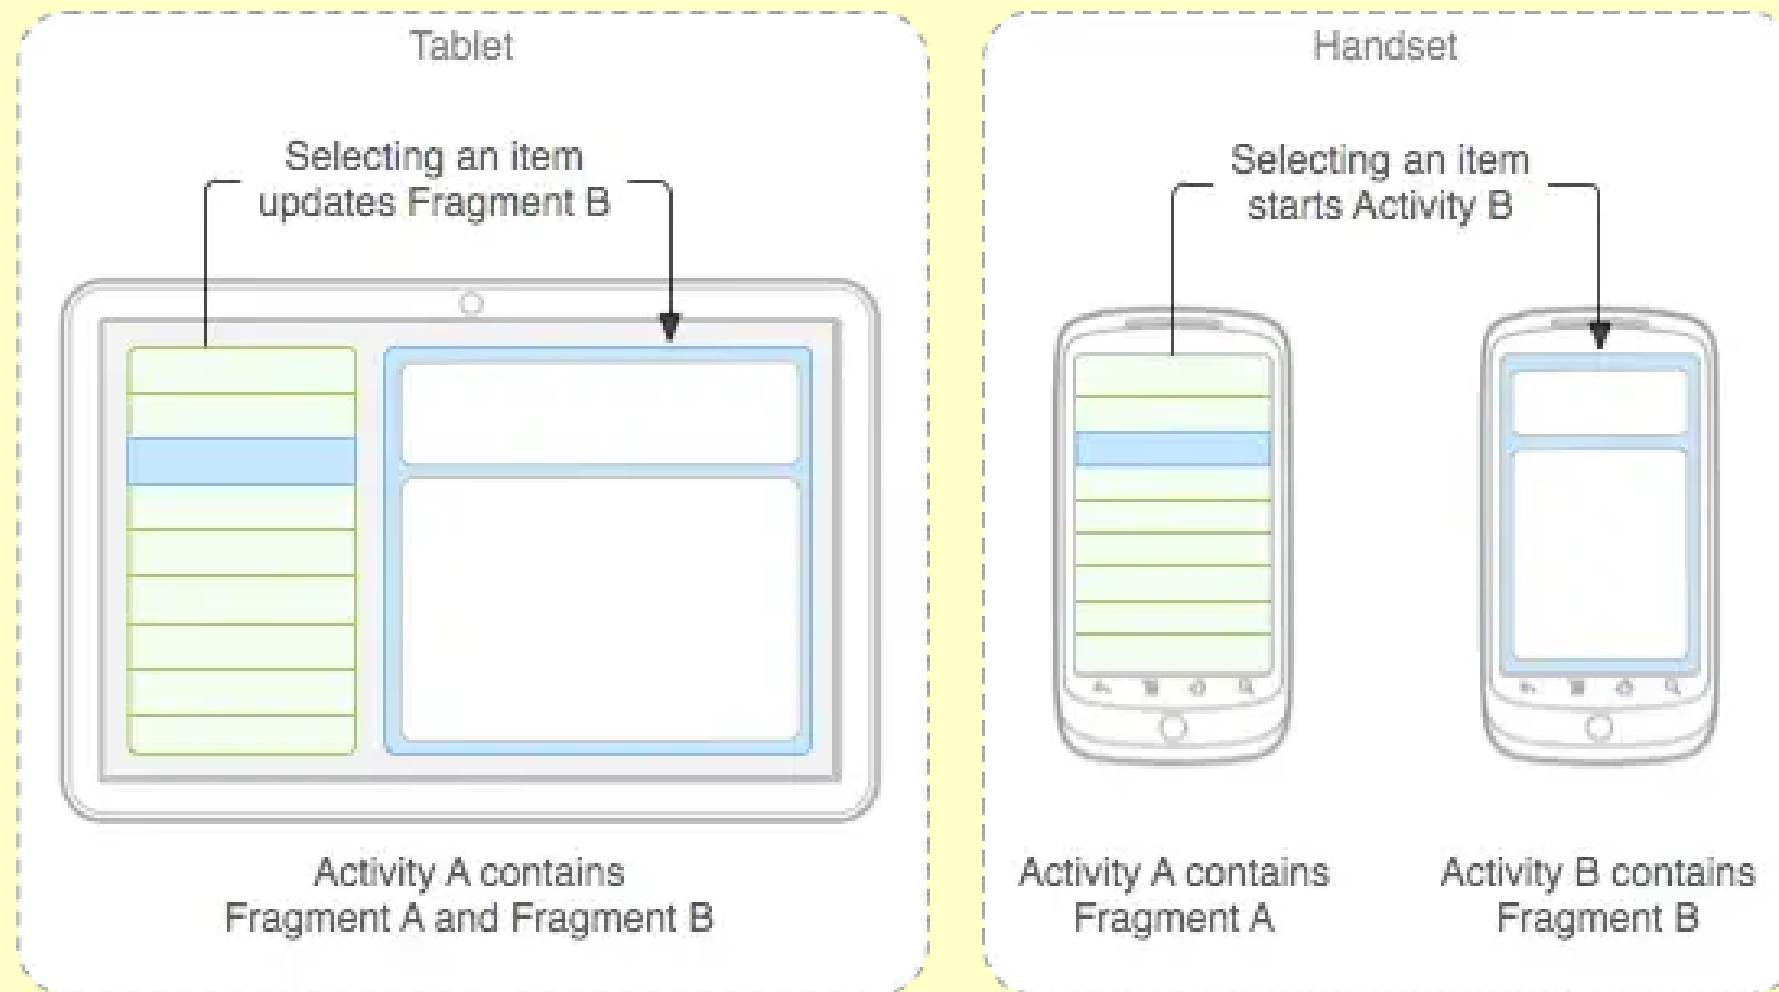 Tablet
Selecting an item
updates Fragment B
Activity A contains
Fragment A and Fragment B
Handset
Selecting an item
starts Activity B
Activity A contains
Fragment A
Activity B contains
Fragment B